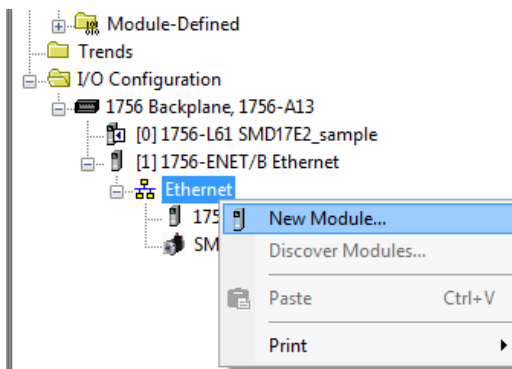 Module-Defined
Trends
I/O Configuration
1756 Backplane, 1756-A13
[0] 1756-L61 SMD17E2_sample
[1] 1756-ENET/B Ethernet
Ethernet
175
SM
New Module...
Discover Modules...
Paste Ctrl+V
Print